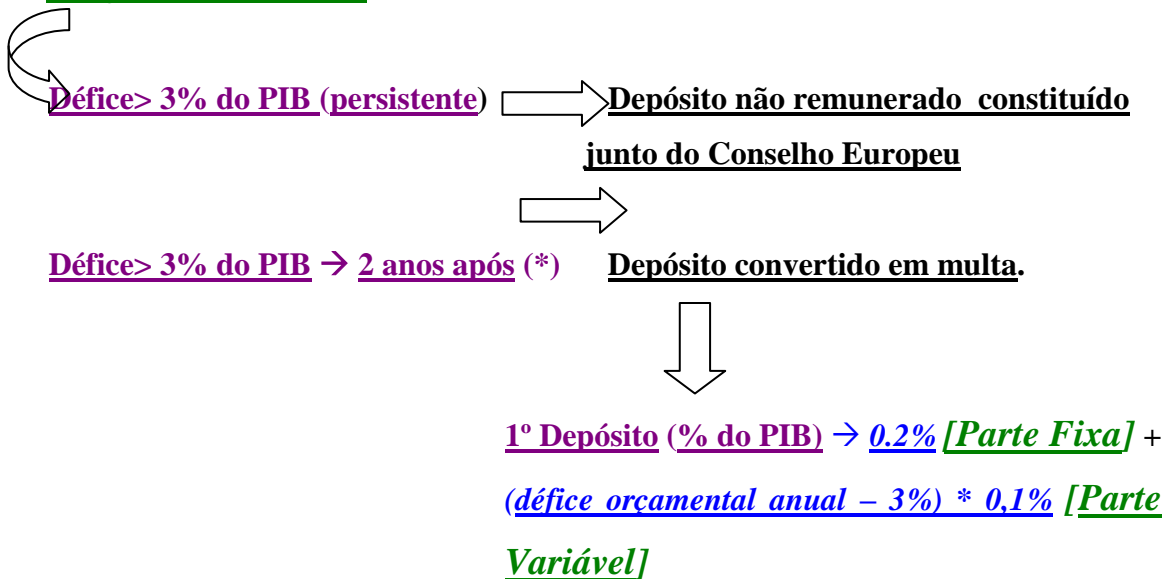 Défice> 3% do PIB (persistente) Depósito não remunerado constituído
junto do Conselho Europeu
Défice> 3% do PIB → 2 anos após (*) Depósito convertido em multa.
1º Depósito (% do PIB) → 0.2% [Parte Fixa] +
(défice orçamental anual – 3%) * 0,1% [Parte
Variável]